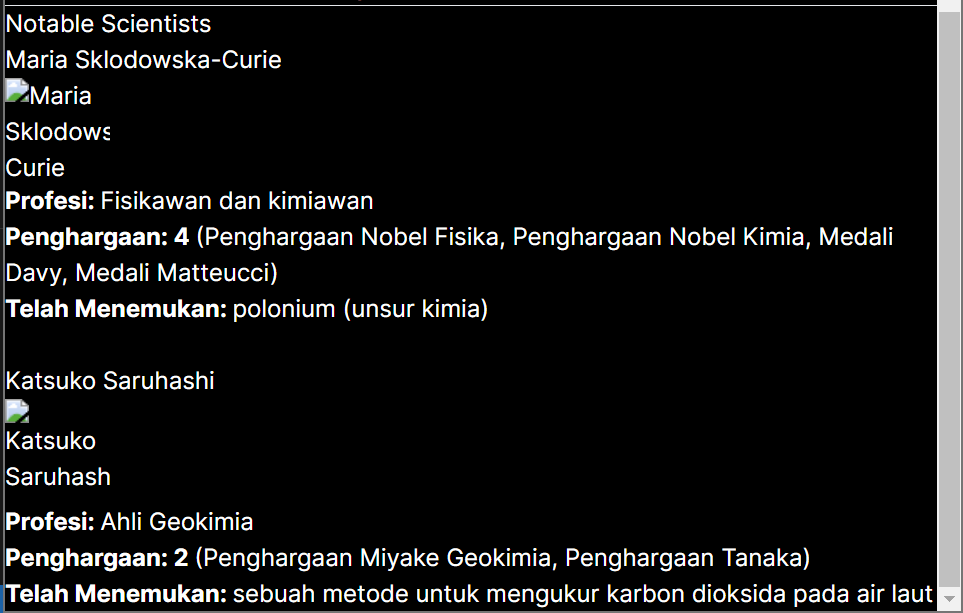 Notable Scientists
Maria Sklodowska-Curie
Maria
Sklodows
Curie
Profesi: Fisikawan dan kimiawan
Penghargaan: 4 (Penghargaan Nobel Fisika, Penghargaan Nobel Kimia, Medali
Davy, Medali Matteucci)
Telah Menemukan: polonium (unsur kimia)
Katsuko Saruhashi
Katsuko
Saruhash
Profesi: Ahli Geokimia
Penghargaan: 2 (Penghargaan Miyake Geokimia, Penghargaan Tanaka)
Telah Menemukan: sebuah metode untuk mengukur karbon dioksida pada air laut